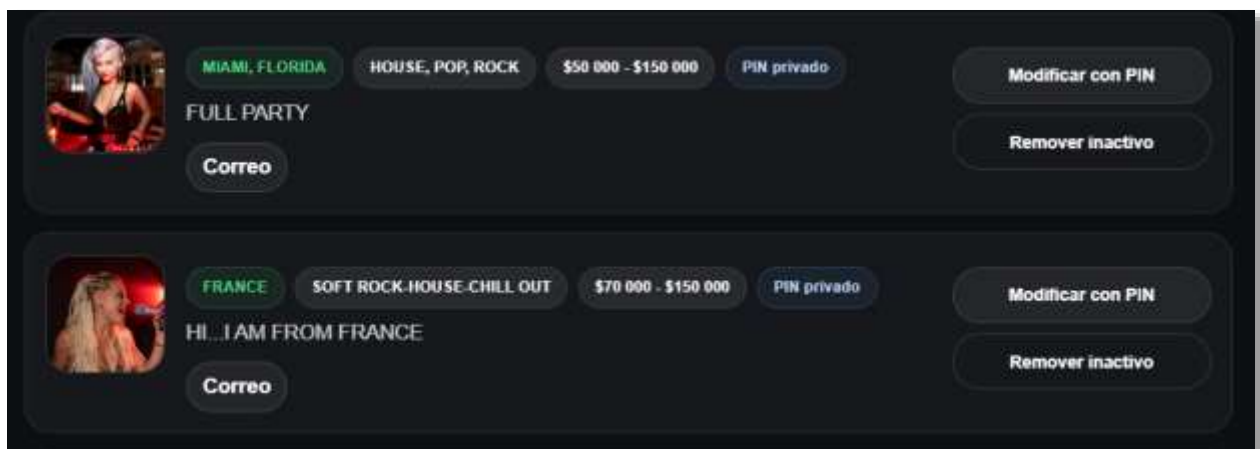 MIAMI, FLORIDA HOUSE, POP, ROCK $50 000 - $150 000 PIN privado
Modificar con PIN
FULL PARTY
Remover inactivo
Correo
FRANCE SOFT ROCK-HOUSE-CHILL OUT $70 000 - $150 000 PIN privado
Modificar con PIN
HI...I AM FROM FRANCE
Remover inactivo
Correo